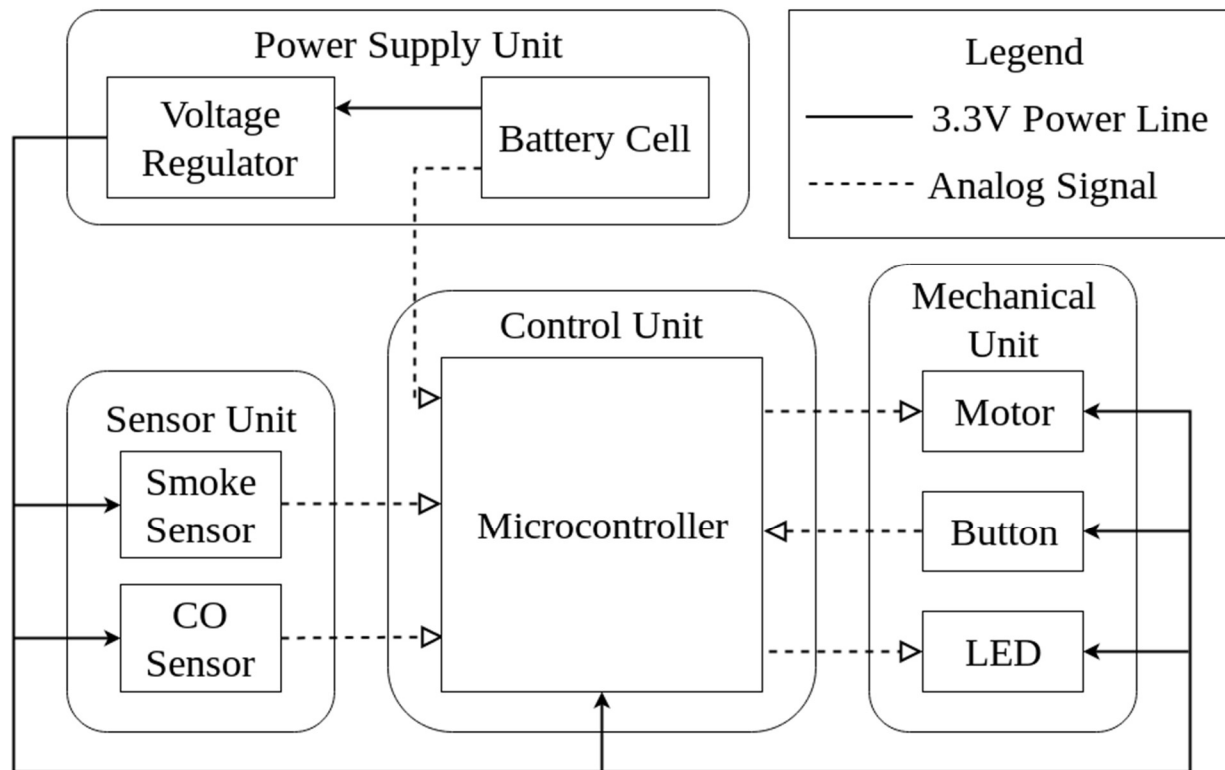 Power Supply Unit
Voltage
Regulator
Battery Cell
Legend
3.3V Power Line
Analog Signal
Sensor Unit
Smoke
Sensor
CO
Sensor
Control Unit
Microcontroller
Mechanical
Unit
Motor
Button
LED